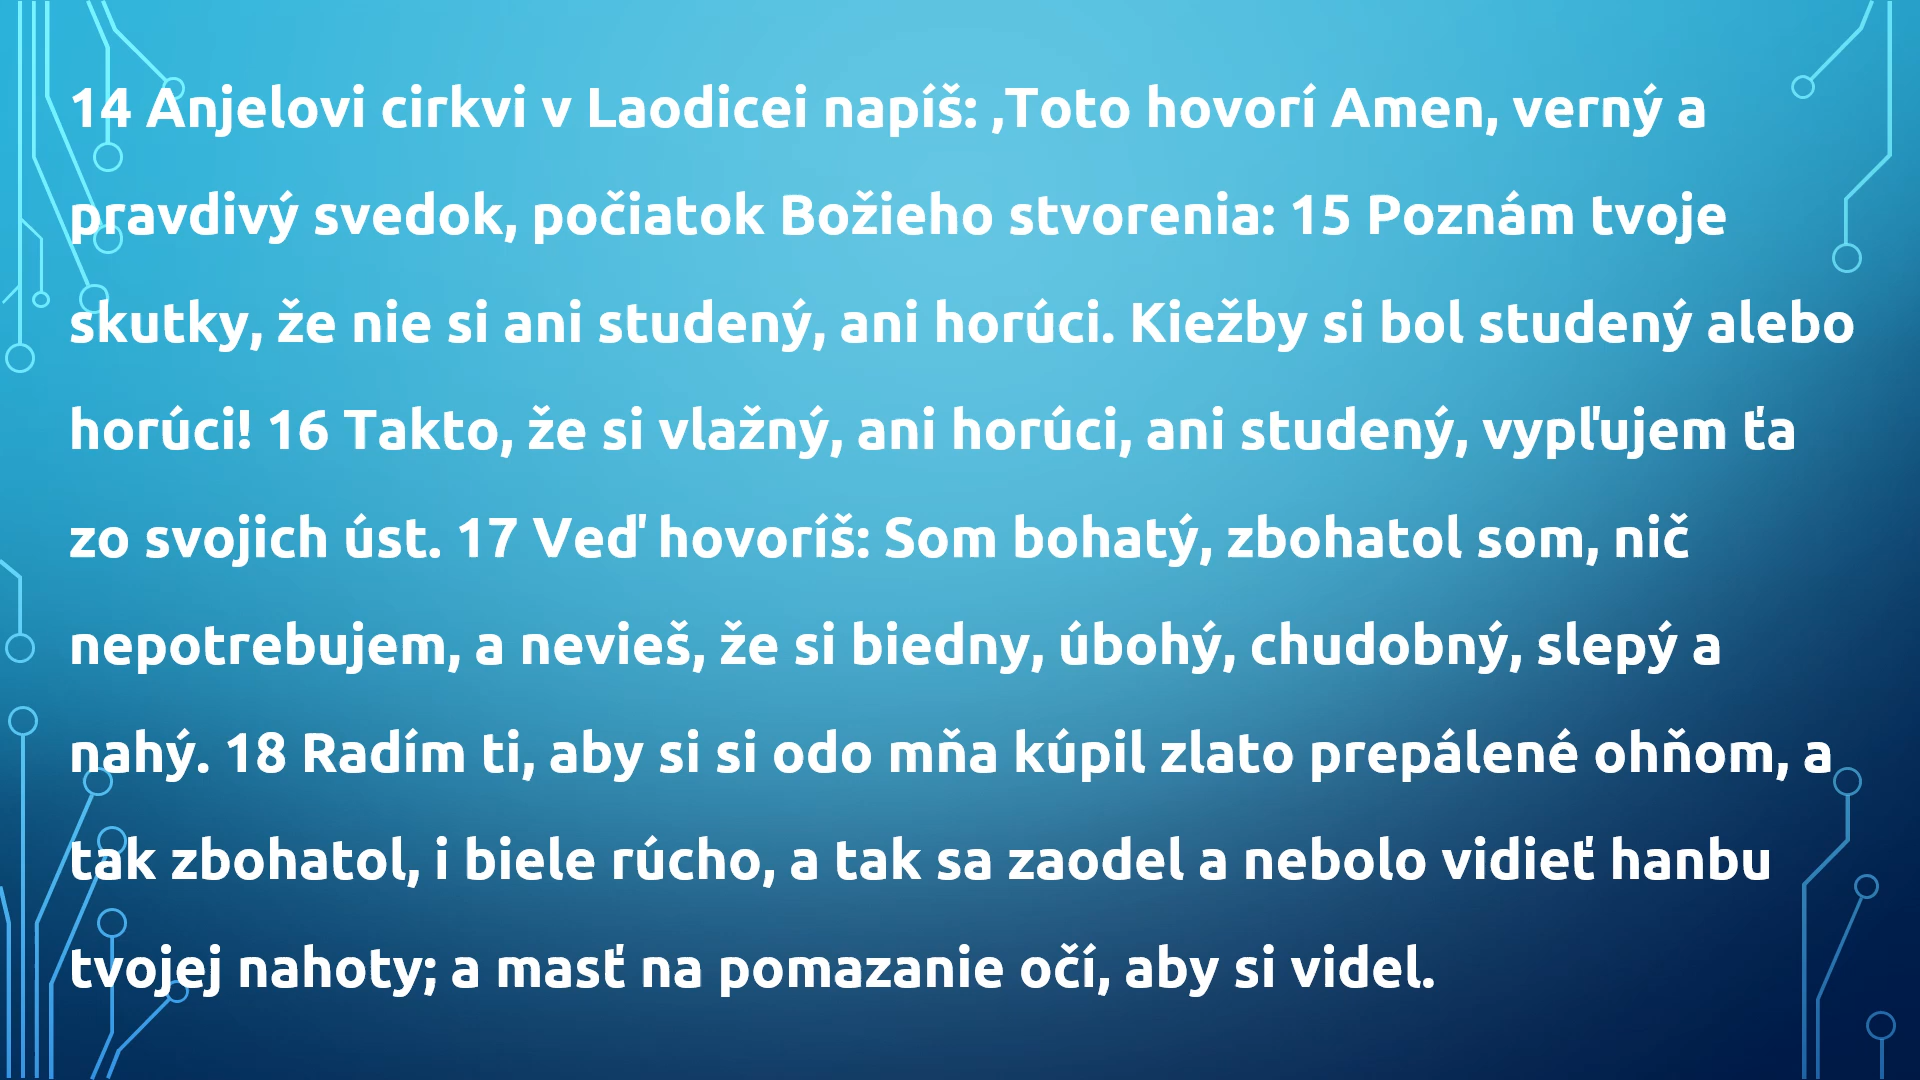 14 Anjelovi cirkvi v Laodicei napíš: ‚Toto hovorí Amen, verný a
pravdivý svedok, počiatok Božieho stvorenia: 15 Poznám tvoje
skutky, že nie si ani studený, ani horúci. Kiežby si bol studený alebo
horúci! 16 Takto, že si vlažný, ani horúci, ani studený, vypľujem ťa
zo svojich úst. 17 Veď hovoríš: Som bohatý, zbohatol som, nič
nepotrebujem, a nevieš, že si biedny, úbohý, chudobný, slepý a
nahý. 18 Radím ti, aby si si odo mňa kúpil zlato prepálené ohňom, a
tak zbohatol, i biele rúcho, a tak sa zaodel a nebolo vidieť hanbu
tvojej nahoty; a masť na pomazanie očí, aby si videl.